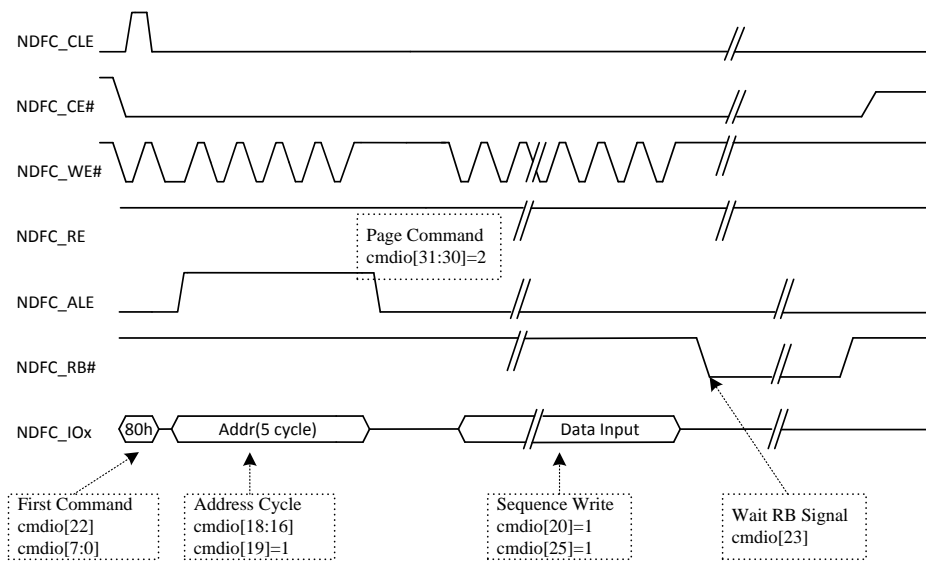 NDFC_CLE
NDFC_CE#
NDFC_WE#
NDFC_RE
Page Command
cmdio[31:30]=2
NDFC_ALE
NDFC_RB#
NDFC_IOx
80h
Addr(5 cycle)
Data Input
First Command
cmdio[22]
cmdio[7:0]
Address Cycle
cmdio[18:16]
cmdio[19]=1
Sequence Write
cmdio[20]=1
cmdio[25]=1
Wait RB Signal
cmdio[23]